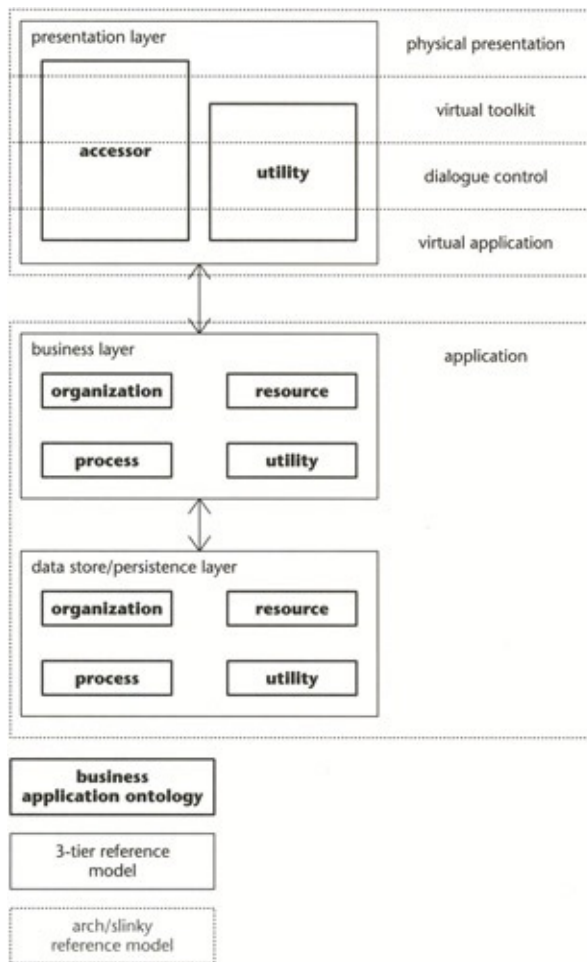 presentation layer
physical presentation
virtual toolkit
accessor
utility
dialogue control
virtual application
business layer
application
organization
resource
process
utility
data store/persistence layer
organization
resource
process
utility
business
application ontology
3-tier reference
model
arch/slinky
reference model